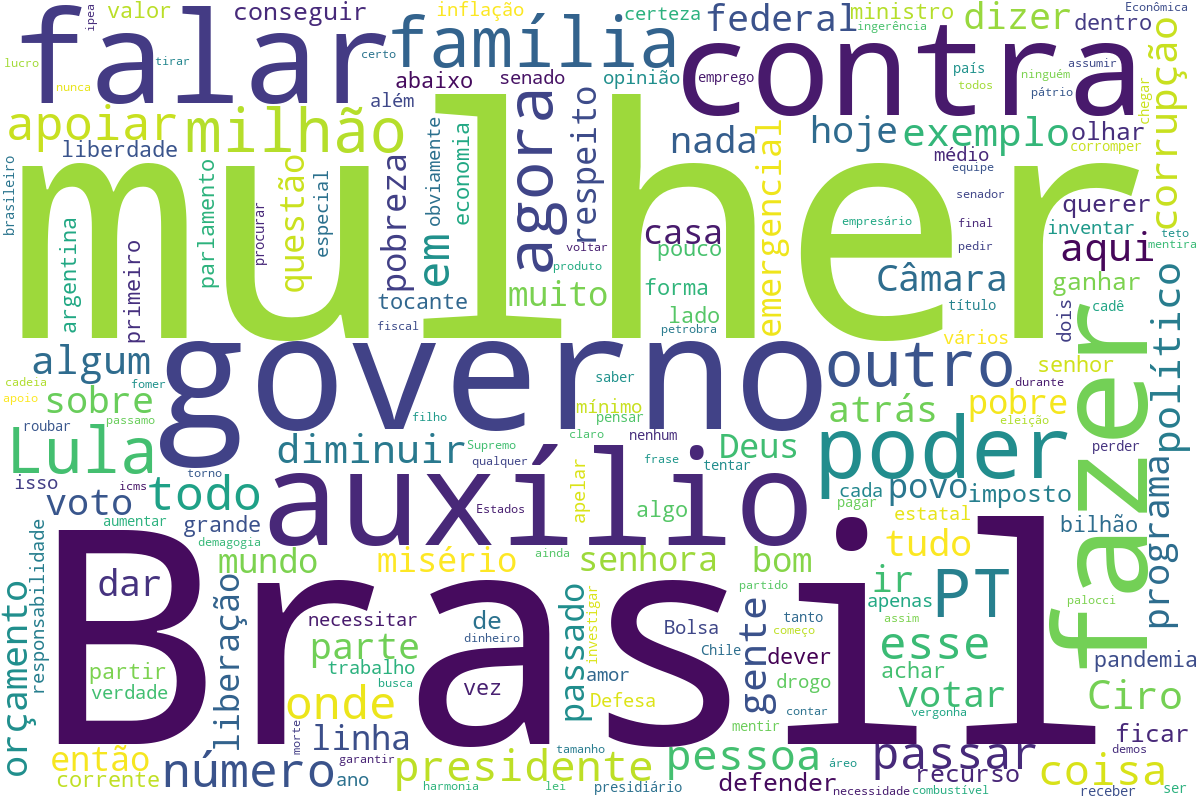 falar
família
contra
mulher
governo
auxílio
Brasil
poder
fazer
ipea
valor
conseguir
inflação
certeza
federal
ministro
ingerência
dizer
dentro
Econômica
corrupção
lucro
tirar
certo
nunca
abaixo
senado
opinião
emprego
país
todos
ninguém
assumir
pátrio
chegar
além
apoiar
milhão
liberdade
agora
respeito
nada
emergencial
hoje
exemplo
olhar
corromper
médio
equipe
brasileiro
argentina
primeiro
parlamento
procurar
questão
especial
pobreza
obviamente
em
economia
voltar
produto
casa
pouco
empresário
senador
final
pedir
querer
inventar
teto
mentira
aqui
Câmara
ganhar
político
tocante
muito
forma
lado
petrobra
título
vários
dois
cadê
fiscal
algum
outro
senhor
cadeia
apoio
fomer
saber
durante
sobre
passamo
filho
mínimo
pensar
atrás
pobre
eleição
roubar
Lula
diminuir
Supremo
claro
nenhum
Deus
perder
isso
torno
qualquer
frase
tentar
voto
icms
todo
Estados
apelar
algo
cada
povo
imposto
programa
pagar
aumentar
grande
estatal
bilhão
orçamento
responsabilidade
demagogia
mundo
misério
ainda
senhora
bom
tudo
dar
liberação
partido
ir
PT
palocci
necessitar
de
passado
investigar
gente
tanto
apenas
assim
parte
dinheiro
Bolsa
começo
esse
partir
trabalho
amor
Chile
dever
achar
pandemia
verdade
busca
vez
Defesa
drogo
votar
Ciro
onde
contar
vergonha
mentir
então
morte
linha
tamanho
pessoa
passar
ficar
demos
corrente
número
garantir
ano
presidente
áreo
recurso
coisa
harmonia
lei
presidiário
defender
necessidade
combustível
receber
ser